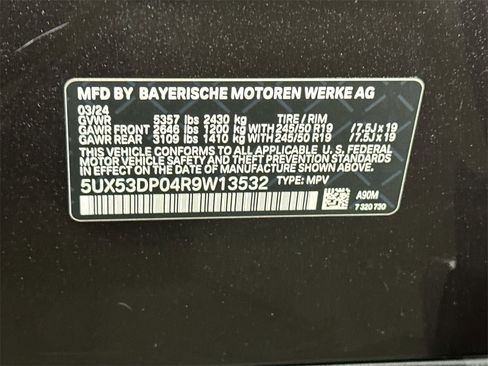 MFD BY BAYERISCHE MOTOREN WERKE AG
03/24
GVWR 5357 lbs 2430 kg TIRE / RIM
GAWR FRONT 2646 lbs 1200 kg WITH 245/50 R19 / 7.5J x 19
GAWR REAR 3109 lbs 1410 kg WITH 245/50 R19 / 7.5J x 19
THIS VEHICLE CONFORMS TO ALL APPLICABLE U. S. FEDERAL
MOTOR VEHICLE SAFETY AND THEFT PREVENTION STANDARDS
IN EFFECT ON THE DATE OF MANUFACTURE SHOWN ABOVE.
5UX53DP04R9W13532 TYPE: MPV
A90M
7 320 730